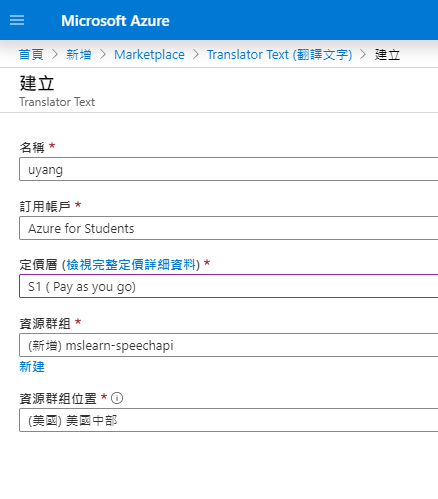 Microsoft Azure
首頁 > 新增 > Marketplace > Translator Text (翻譯文字) > 建立
建立
Translator Text
名稱 *
uyang
訂用帳戶 *
Azure for Students
定價層 (檢視完整定價詳細資料) *
S1 ( Pay as you go)
資源群組 *
(新增) mslearn-speechapi
新建
資源群組位置 *
(美國) 美國中部